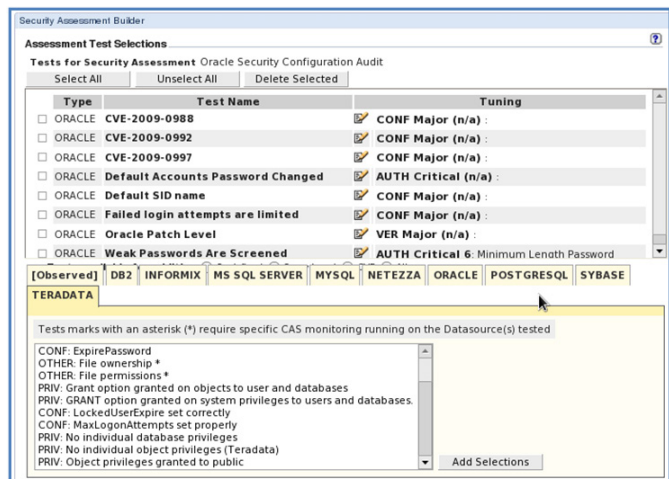 Security Assessment Builder
Assessment Test Selections
Tests for Security Assessment Oracle Security Configuration Audit
Select All Unselect All Delete Selected
Type Test Name Tuning
ORACLE CVE-2009-0988 CONF Major (n/a) :
ORACLE CVE-2009-0992 CONF Major (n/a) :
ORACLE CVE-2009-0997 CONF Major (n/a) :
ORACLE Default Accounts Password Changed AUTH Critical (n/a) :
ORACLE Default SID name CONF Major (n/a) :
ORACLE Failed login attempts are limited CONF Major (n/a) :
ORACLE Oracle Patch Level VER Major (n/a) :
ORACLE Weak Passwords Are Screened AUTH Critical 6: Minimum Length Password
[Observed] DB2 INFORMIX MS SQL SERVER MYSQL NETEZZA ORACLE POSTGRESQL SYBASE
TERADATA
Tests marks with an asterisk (*) require specific CAS monitoring running on the Datasource(s) tested
CONF: ExpirePassword
OTHER: File ownership *
OTHER: File permissions *
PRIV: Grant option granted on objects to user and databases
PRIV: GRANT option granted on system privileges to users and databases.
CONF: LockedUserExpire set correctly
CONF: MaxLogonAttempts set properly
PRIV: No individual database privileges
PRIV: No individual object privileges (Teradata)
PRIV: Object privileges granted to public
Add Selections